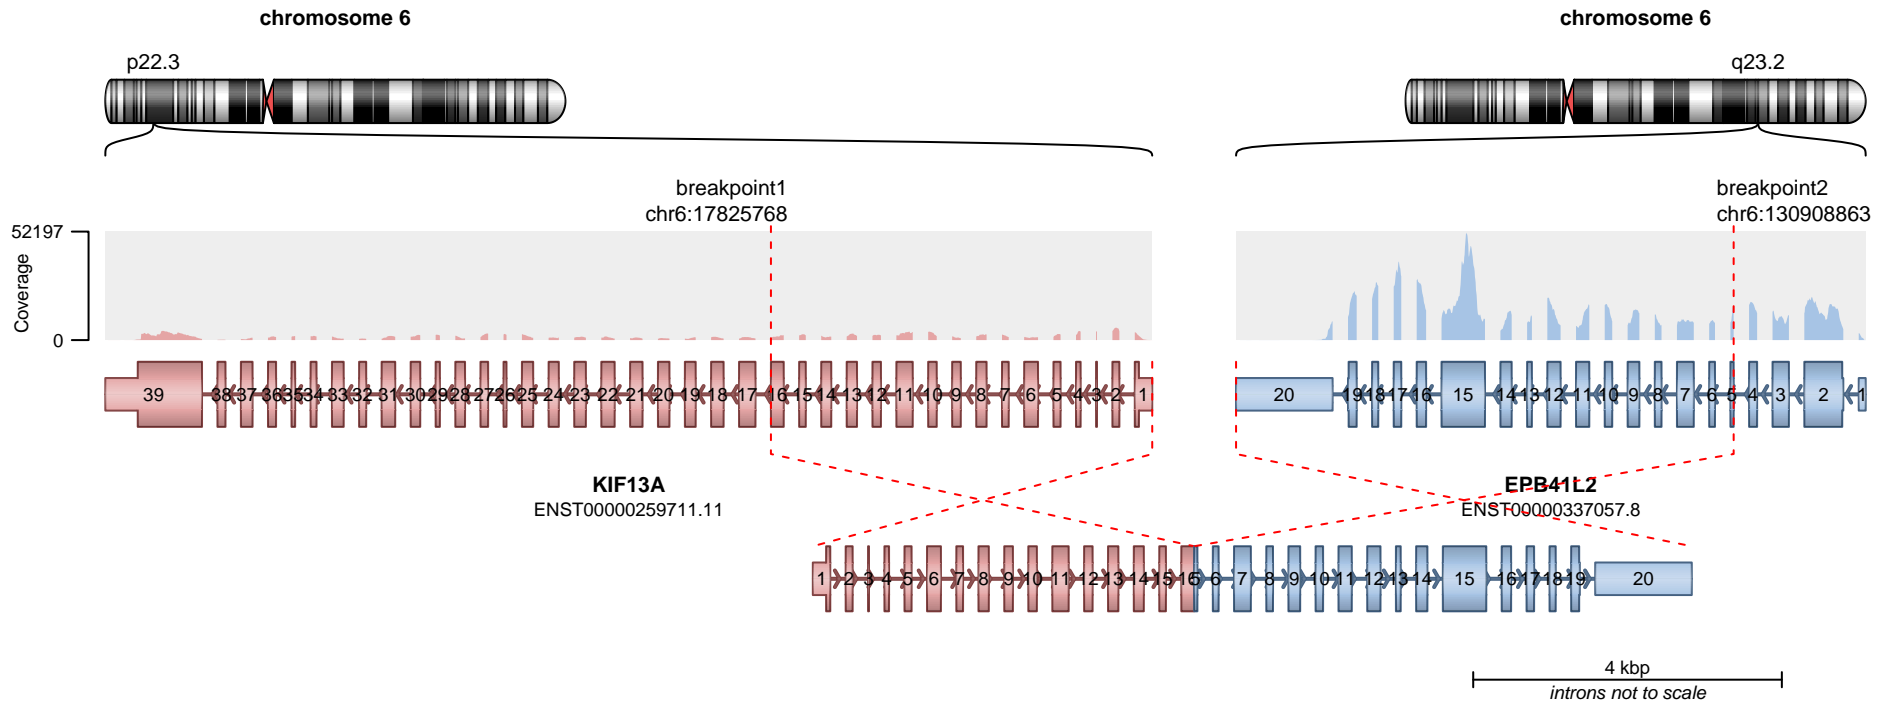 chromosome 6 chromosome 6
p22.3 q23.2
breakpoint1 breakpoint2
chr6:17825768 chr6:130908863
52197
Coverage
0
39 38 37 36 35 34 33 32 31 30 29 28 27 26 25 24 23 22 21 20 19 18 17 16 15 14 13 12 11 10 9 8 7 6 5 4 3 2 1 20 19 18 17 16 15 14 13 12 11 10 9 8 7 6 5 4 3 2 1
KIF13A EPB41L2
ENST00000259711.11 ENST00000337057.8
1 2 3 4 5 6 7 8 9 10 11 12 13 14 15 16 5 6 7 8 9 10 11 12 13 14 15 16 17 18 19 20
4 kbp
introns not to scale